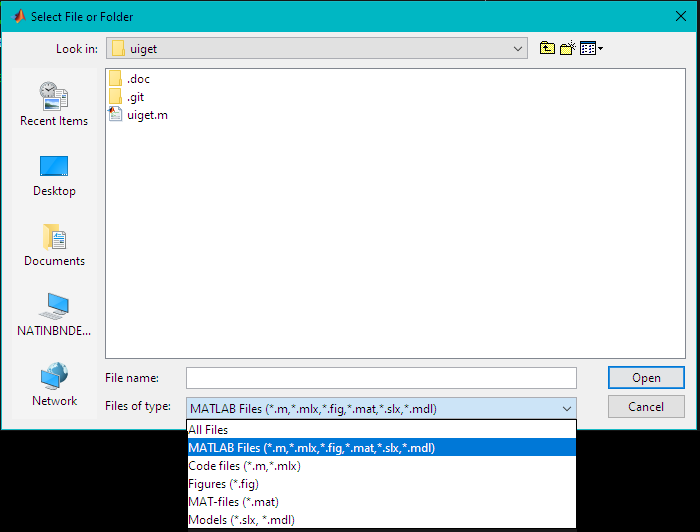 Select File or Folder
Look in: uiget
.doc
.git
uiget.m
Recent Items
Desktop
Documents
NATINBNDE...
Network
File name:
Open
Files of type: MATLAB Files (*.m,*.mlx,*.fig,*.mat,*.slx,*.mdl)
Cancel
All Files
MATLAB Files (*.m,*.mlx,*.fig,*.mat,*.slx,*.mdl)
Code files (*.m,*.mlx)
Figures (*.fig)
MAT-files (*.mat)
Models (*.slx, *.mdl)